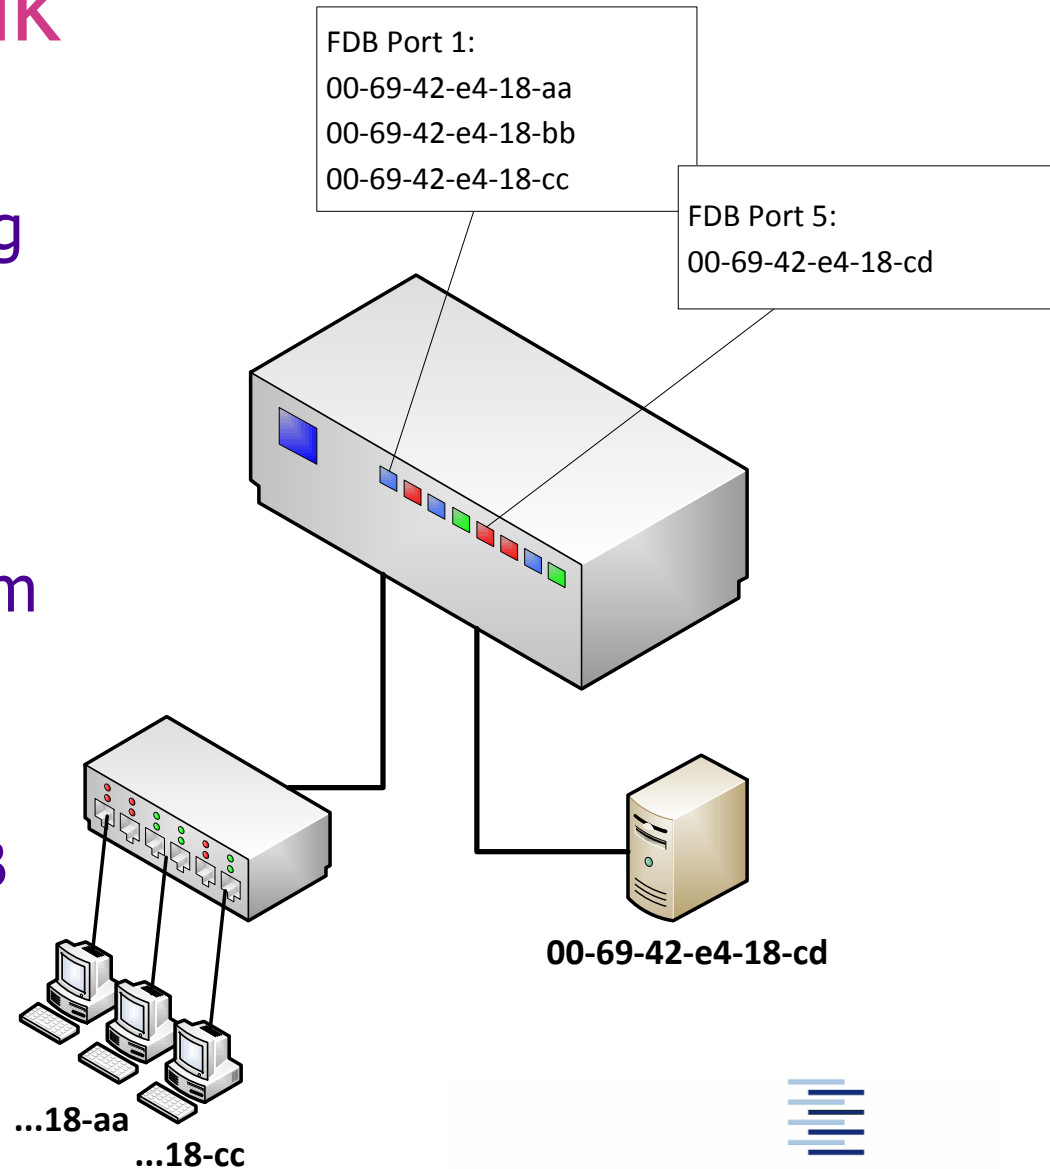 FDB Port 1:
00-69-42-e4-18-aa
00-69-42-e4-18-bb
00-69-42-e4-18-cc
FDB Port 5:
00-69-42-e4-18-cd
00-69-42-e4-18-cd
...18-aa
...18-cc